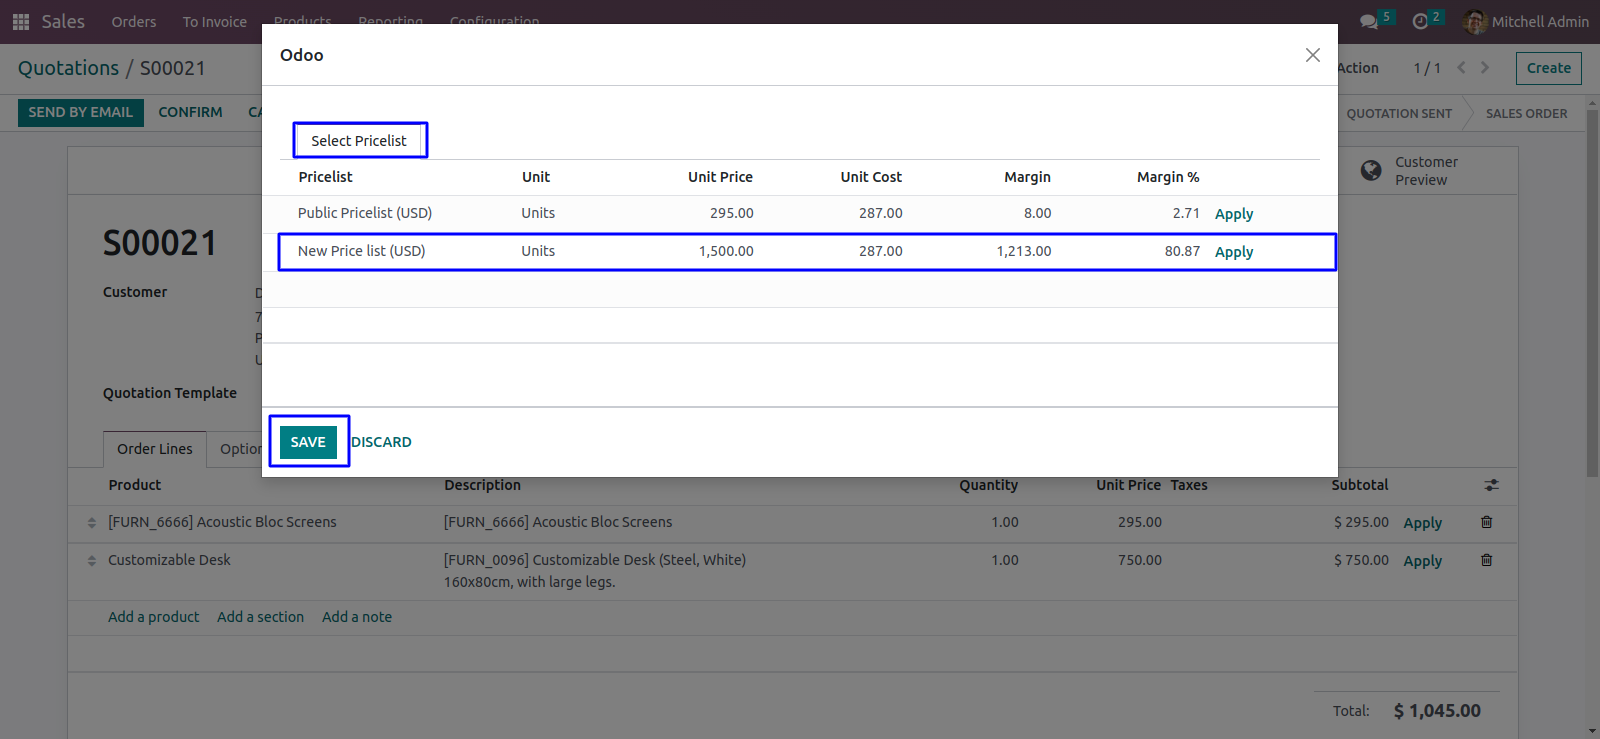 Sales Orders To Invoice Products Reporting Configuration 5 2 Mitchell Admin
Quotations / S00021
Action 1 / 1 Create
SEND BY EMAIL CONFIRM CA
QUOTATION SENT SALES ORDER
Odoo
Select Pricelist
Pricelist Unit Unit Price Unit Cost Margin Margin %
Public Pricelist (USD) Units 295.00 287.00 8.00 2.71 Apply
New Price list (USD) Units 1,500.00 287.00 1,213.00 80.87 Apply
SAVE DISCARD
Customer
Preview
S00021
Customer D
7
P
U
Quotation Template
Order Lines Option
Product Description Quantity Unit Price Taxes Subtotal
[FURN_6666] Acoustic Bloc Screens [FURN_6666] Acoustic Bloc Screens 1.00 295.00 $ 295.00 Apply
Customizable Desk [FURN_0096] Customizable Desk (Steel, White) 1.00 750.00 $ 750.00 Apply
160x80cm, with large legs.
Add a product Add a section Add a note
Total: $ 1,045.00